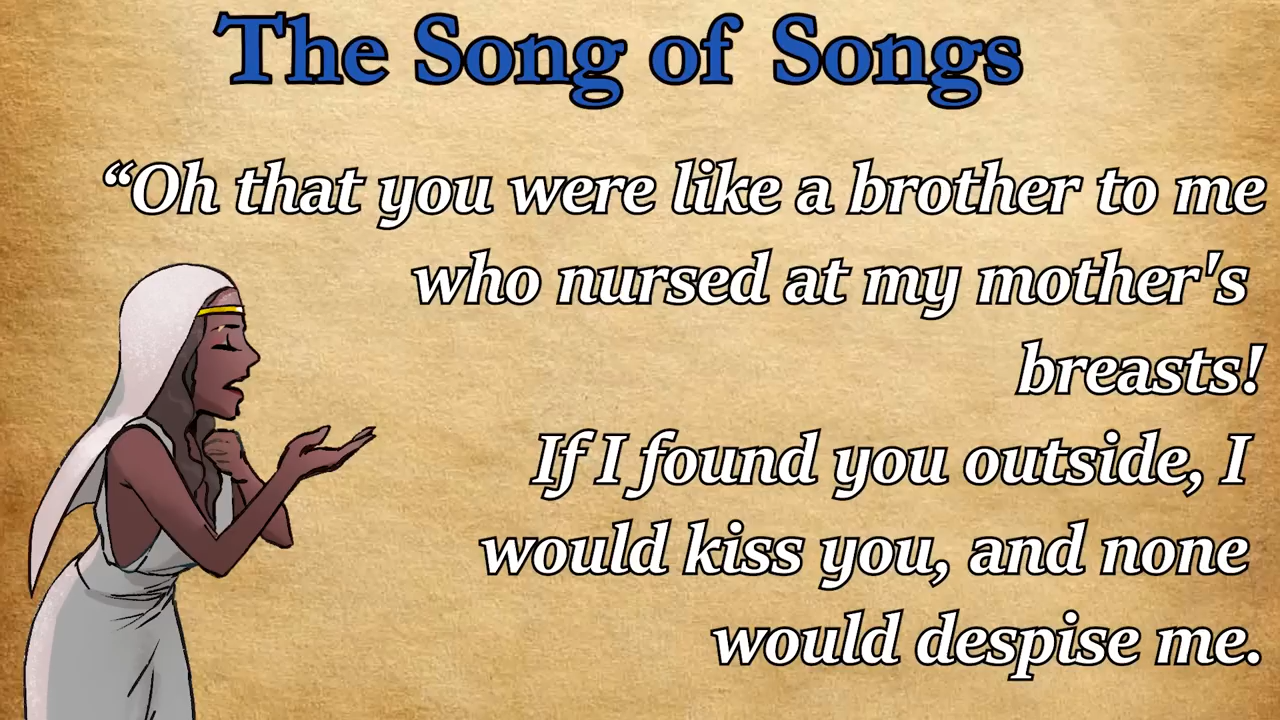 The Song of Songs
“Oh that you were like a brother to me
who nursed at my mother's
breasts!
If I found you outside, I
would kiss you, and none
would despise me.